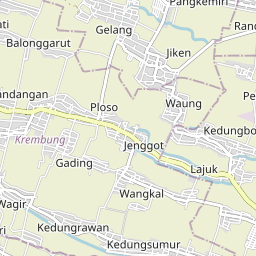 Pangkemiri
Gelang
Balonggarut
Jiken
Ploso
Waung
Krembung
Kedungbo
Jenggot
Gading
Lajuk
Wangkal
Wagir
Kedungrawan
Kedungsumur